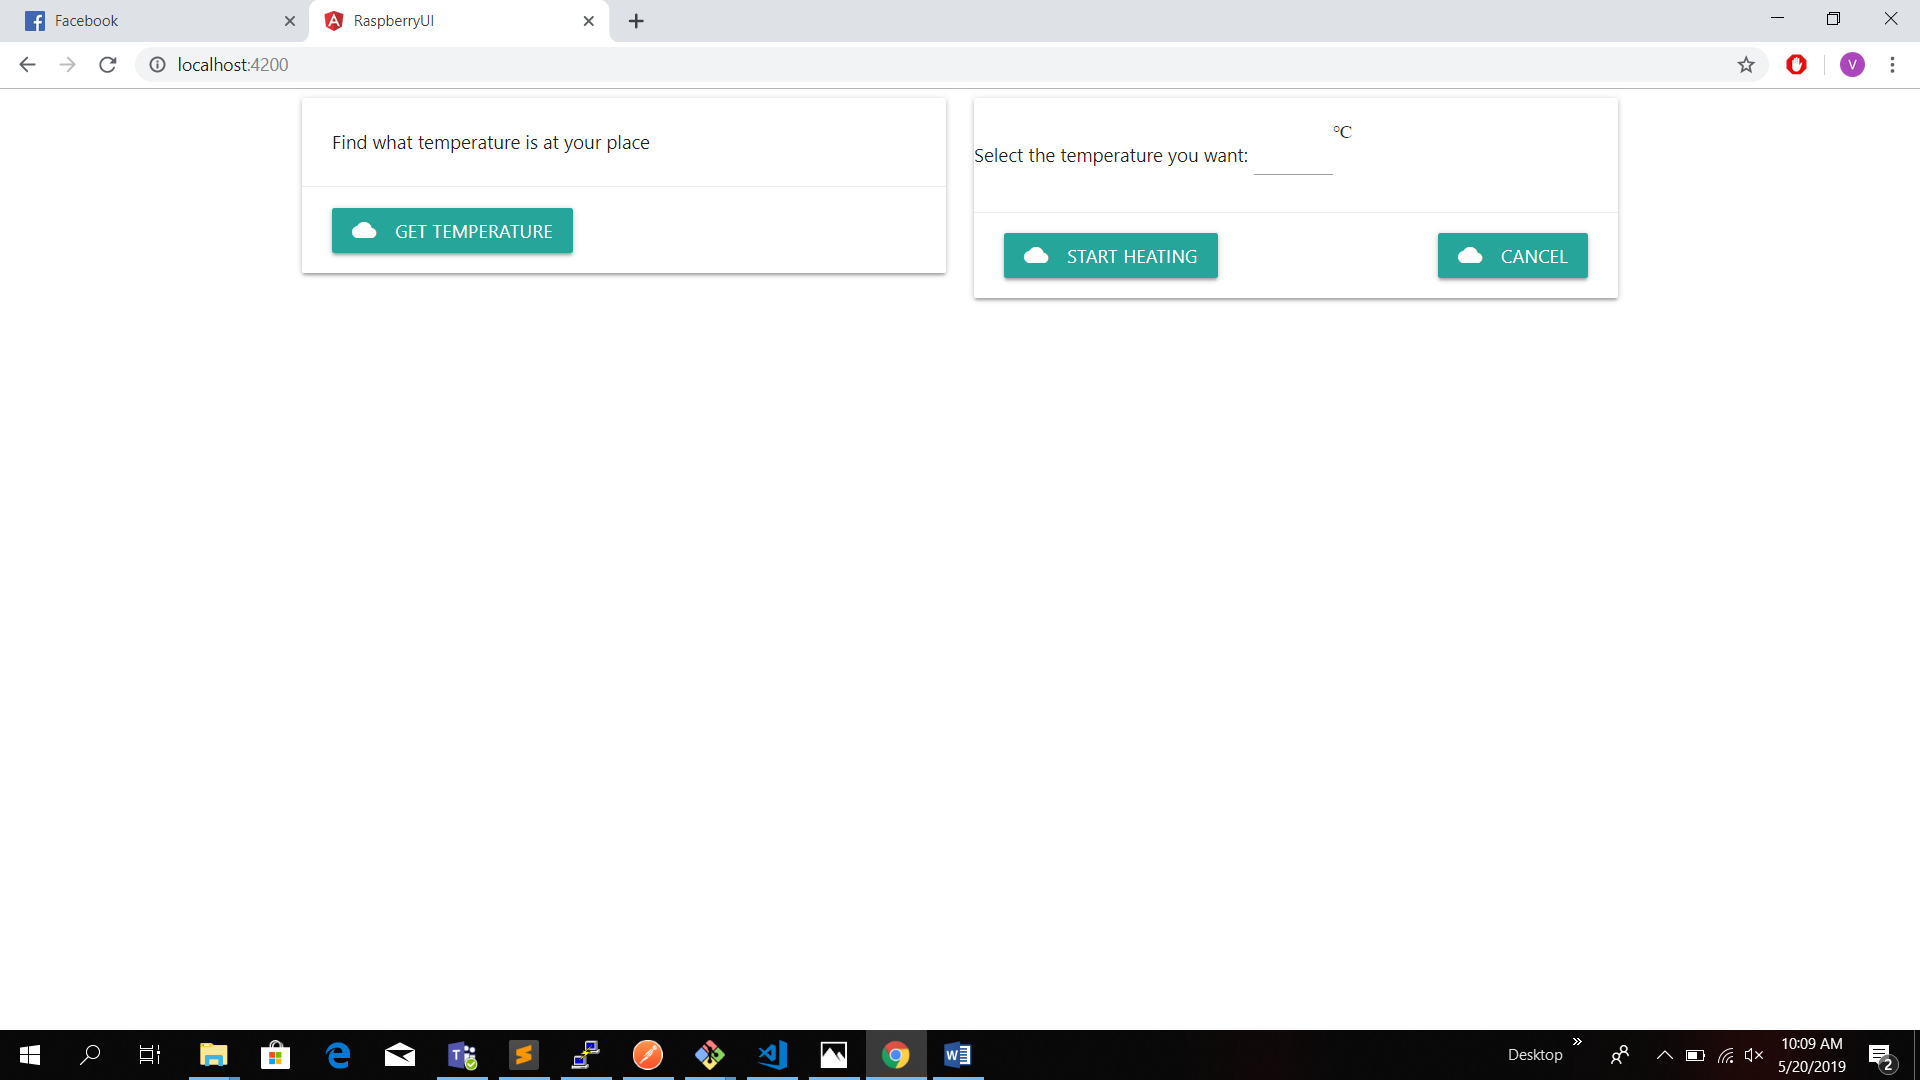 Facebook
RaspberryUI
localhost:4200
V
Find what temperature is at your place
GET TEMPERATURE
Select the temperature you want:
°C
START HEATING
CANCEL
Desktop
10:09 AM
5/20/2019
2